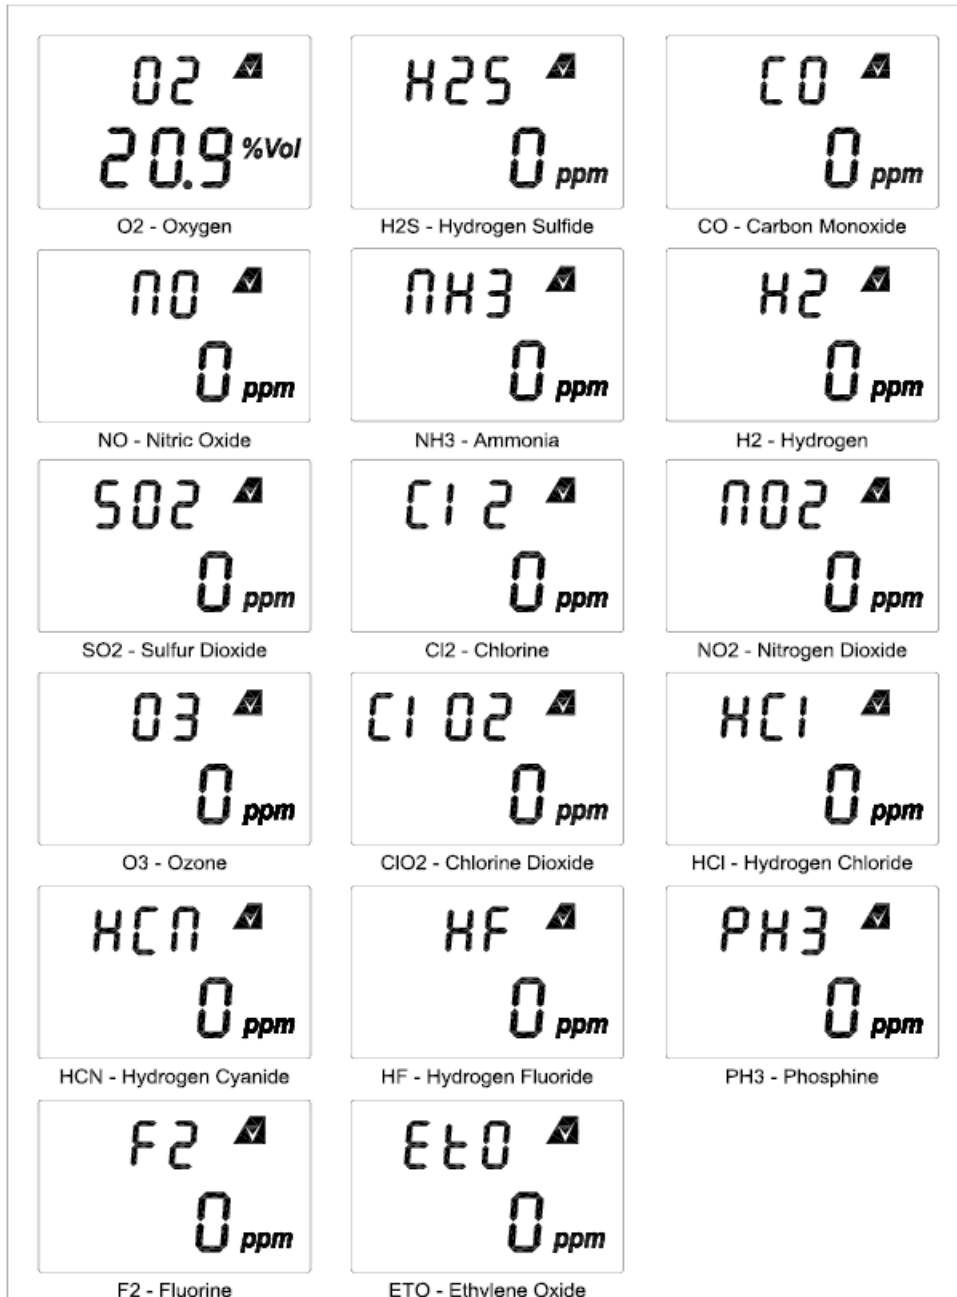 O2
20.9 %Vol
O2 - Oxygen
H2S
0 ppm
H2S - Hydrogen Sulfide
CO
0 ppm
CO - Carbon Monoxide
NO
0 ppm
NO - Nitric Oxide
NH3
0 ppm
NH3 - Ammonia
H2
0 ppm
H2 - Hydrogen
SO2
0 ppm
SO2 - Sulfur Dioxide
Cl2
0 ppm
Cl2 - Chlorine
NO2
0 ppm
NO2 - Nitrogen Dioxide
O3
0 ppm
O3 - Ozone
ClO2
0 ppm
ClO2 - Chlorine Dioxide
HCl
0 ppm
HCl - Hydrogen Chloride
HCN
0 ppm
HCN - Hydrogen Cyanide
HF
0 ppm
HF - Hydrogen Fluoride
PH3
0 ppm
PH3 - Phosphine
F2
0 ppm
F2 - Fluorine
EtO
0 ppm
ETO - Ethylene Oxide